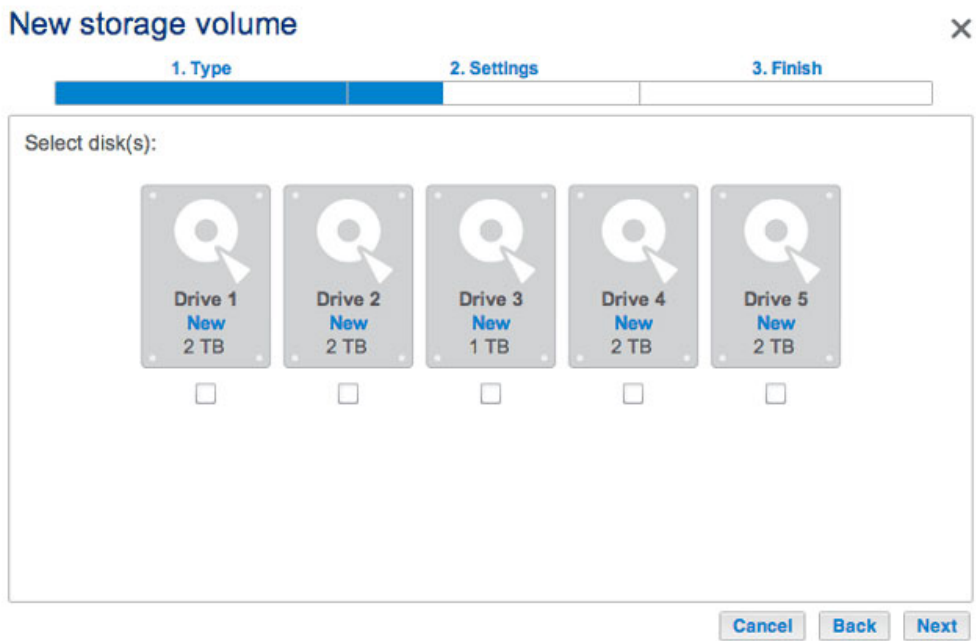 New storage volume
1. Type 2. Settings 3. Finish
Select disk(s):
Drive 1 Drive 2 Drive 3 Drive 4 Drive 5
New New New New New
2 TB 2 TB 1 TB 2 TB 2 TB
Cancel Back Next